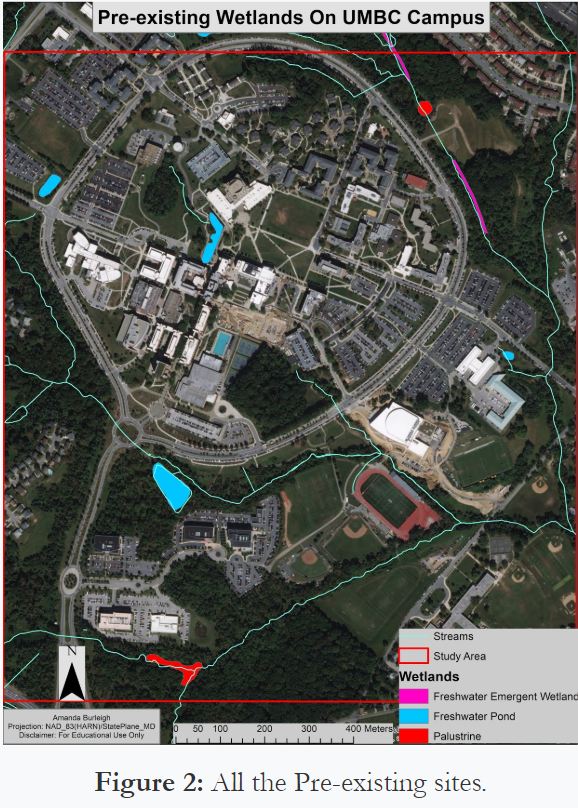 Pre-existing Wetlands On UMBC Campus
Streams
Study Area
Wetlands
Freshwater Emergent Wetland
Freshwater Pond
Palustrine
N
Amanda Burleigh
Projection: NAD_83(HARN)/StatePlane_MD
Disclaimer: For Educational Use Only
0 50 100 200 300 400 Meters
Figure 2: All the Pre-existing sites.